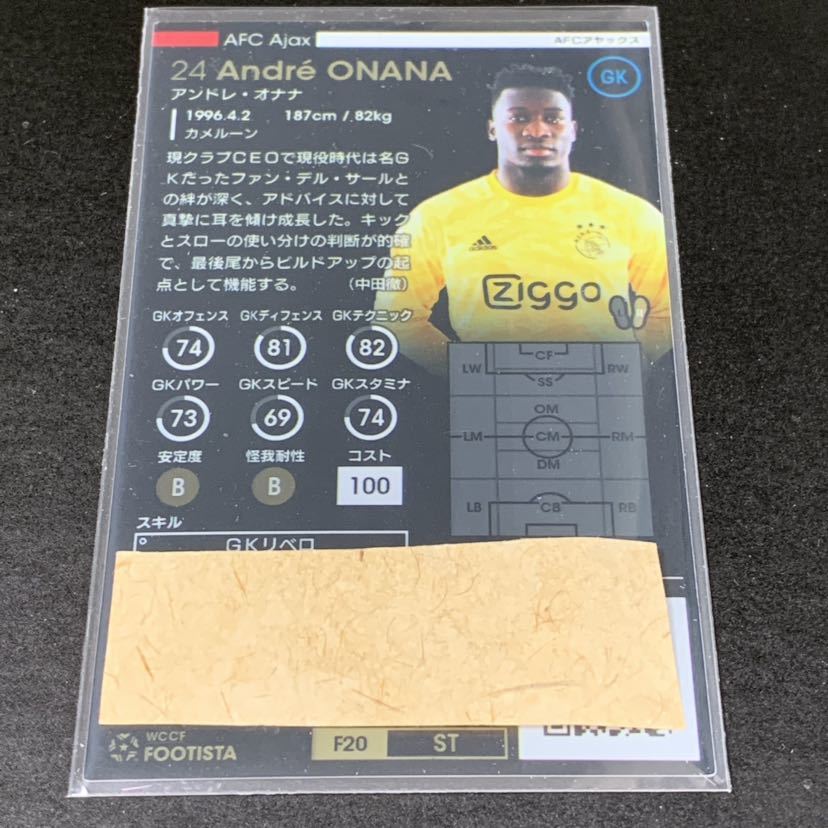 AFC Ajax
AFCアヤックス
24 André ONANA
GK
アンドレ・オナナ
1996.4.2 187cm /.82kg
カメルーン
現クラブCEOで現役時代は名G
Kだったファン・デル・サールと
の絆が深く、アドバイスに対して
真摯に耳を傾け成長した。キック
とスローの使い分けの判断が的確
で、最後尾からビルドアップの起
点として機能する。 (中田徹)
adidas
ziggo
GKオフェンス GKディフェンス GKテクニック
74 81 82
GKパワー GKスピード GKスタミナ
73 69 74
安定度 怪我耐性 コスト
B B 100
CF
LW RW
SS
OM
LM CM RM
DM
LB CB RB
スキル
GKリベロ
WCCF
FOOTISTA
F20 ST